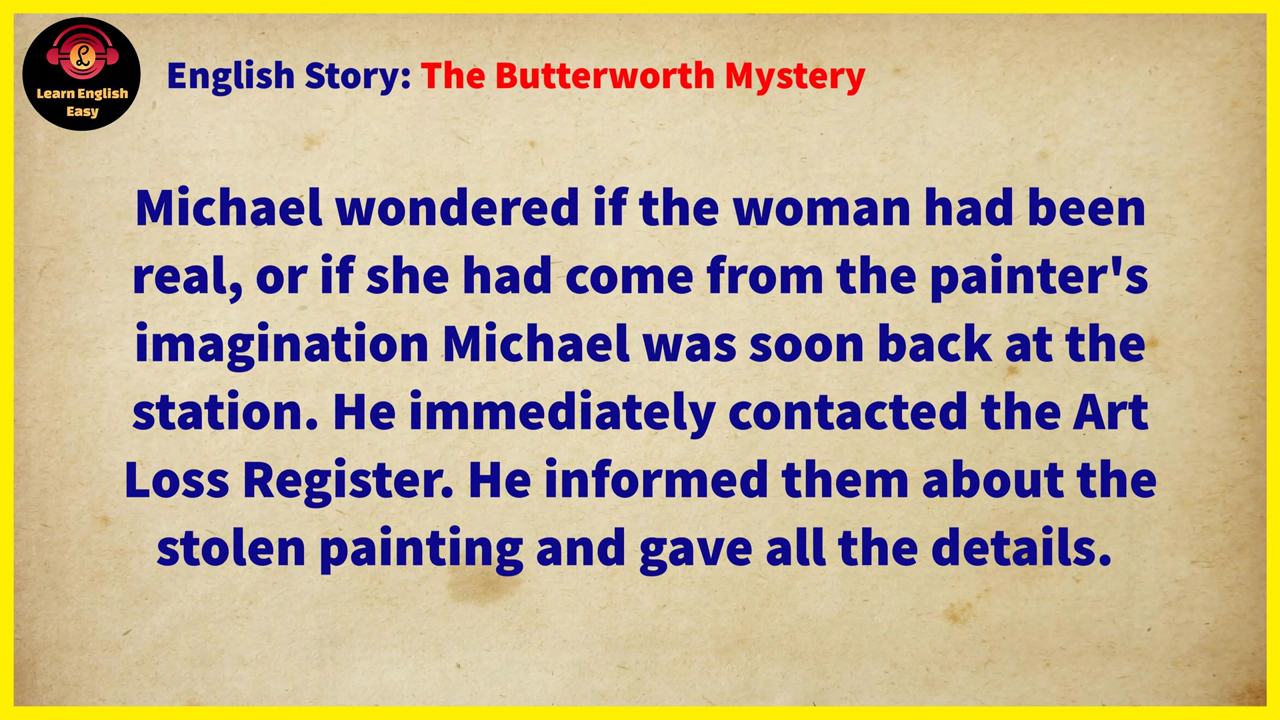 Learn English
Easy
English Story: The Butterworth Mystery
Michael wondered if the woman had been
real, or if she had come from the painter's
imagination Michael was soon back at the
station. He immediately contacted the Art
Loss Register. He informed them about the
stolen painting and gave all the details.